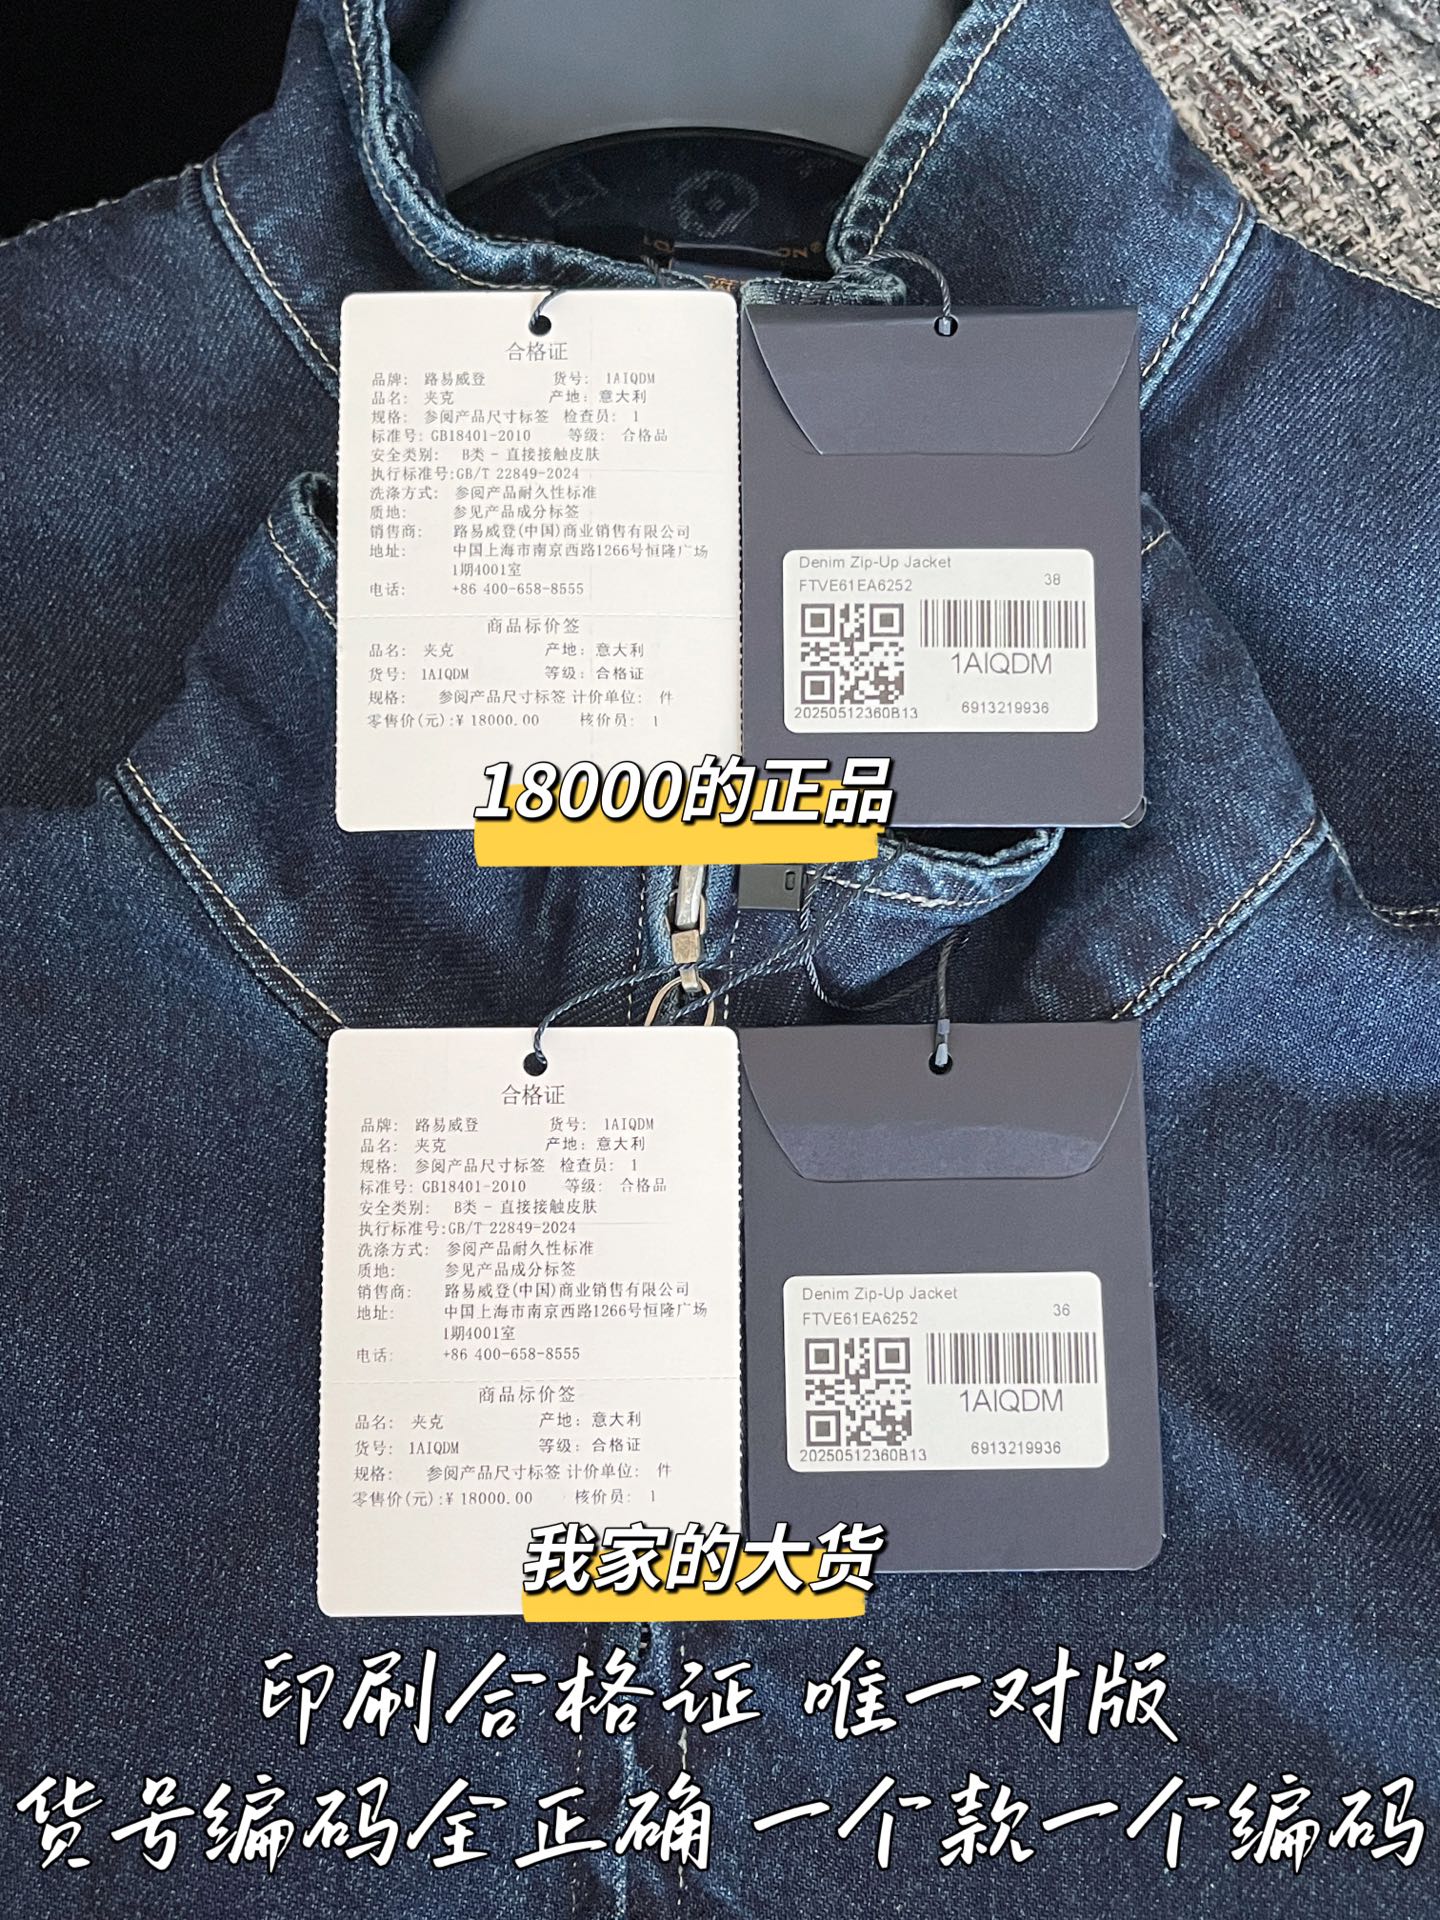 合格证
品牌: 路易威登 货号: 1AIQDM
品名: 夹克 产地: 意大利
规格: 参阅产品尺寸标签 检查员: 1
标准号: GB18401-2010 等级: 合格品
安全类别: B类 - 直接接触皮肤
执行标准号:GB/T 22849-2024
洗涤方式: 参阅产品耐久性标准
质地: 参见产品成分标签
销售商: 路易威登(中国)商业销售有限公司
地址: 中国上海市南京西路1266号恒隆广场
1期4001室
电话: +86 400-658-8555
商品标价签
品名: 夹克 产地: 意大利
货号: 1AIQDM 等级: 合格证
规格: 参阅产品尺寸标签 计价单位: 件
零售价(元):¥ 18000.00 核价员: 1
Denim Zip-Up Jacket
FTVE61EA6252 38
1AIQDM
20250512360B13 6913219936
18000的正品
合格证
品牌: 路易威登 货号: 1AIQDM
品名: 夹克 产地: 意大利
规格: 参阅产品尺寸标签 检查员: 1
标准号: GB18401-2010 等级: 合格品
安全类别: B类 - 直接接触皮肤
执行标准号:GB/T 22849-2024
洗涤方式: 参阅产品耐久性标准
质地: 参见产品成分标签
销售商: 路易威登(中国)商业销售有限公司
地址: 中国上海市南京西路1266号恒隆广场
1期4001室
电话: +86 400-658-8555
商品标价签
品名: 夹克 产地: 意大利
货号: 1AIQDM 等级: 合格证
规格: 参阅产品尺寸标签 计价单位: 件
零售价(元):¥ 18000.00 核价员: 1
Denim Zip-Up Jacket
FTVE61EA6252 36
1AIQDM
20250512360B13 6913219936
我家的大货
印刷合格证 唯一对版
货号编码全正确 一个款一个编码